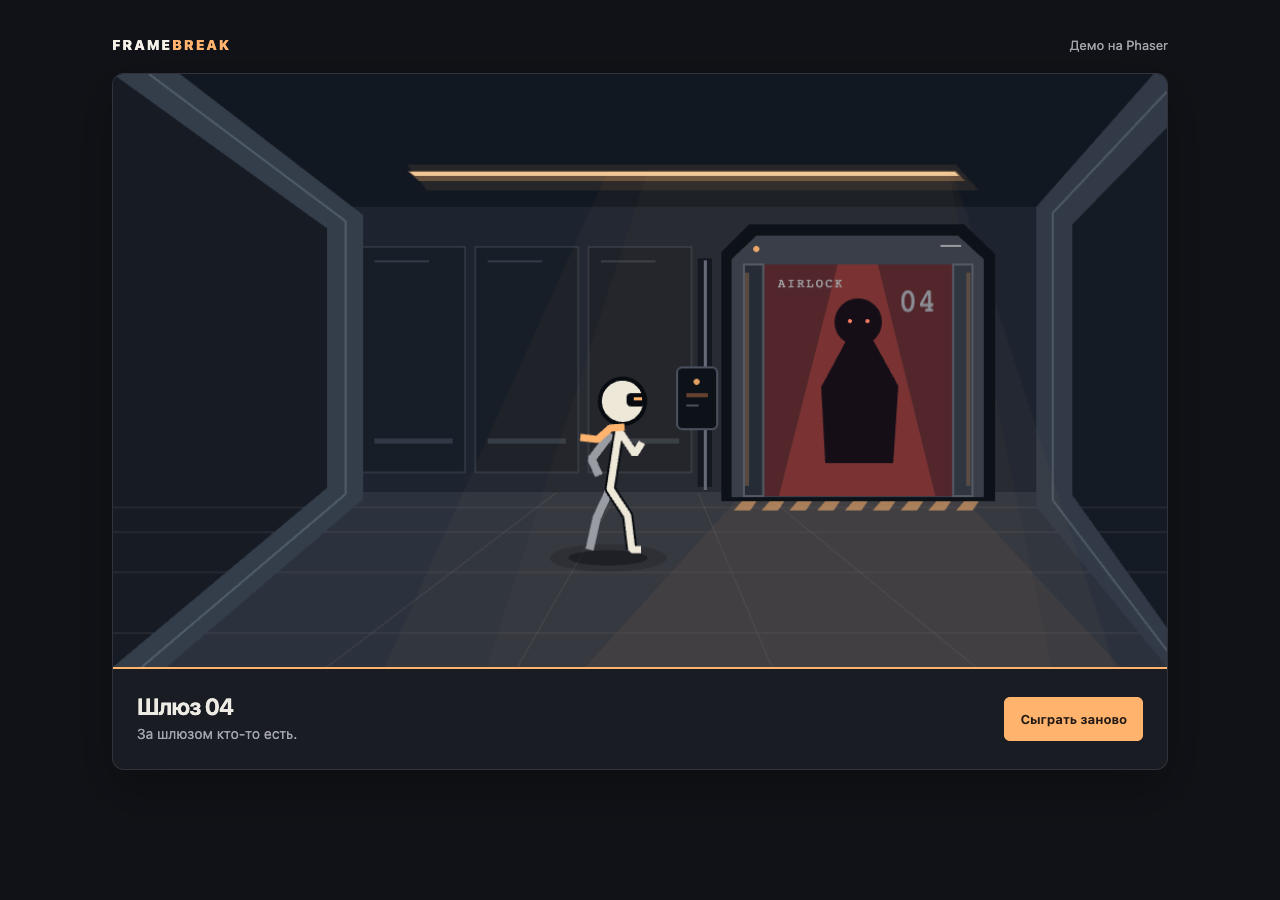 FRAMEBREAK
Демо на Phaser
AIRLOCK
04
Шлюз 04
За шлюзом кто-то есть.
Сыграть заново